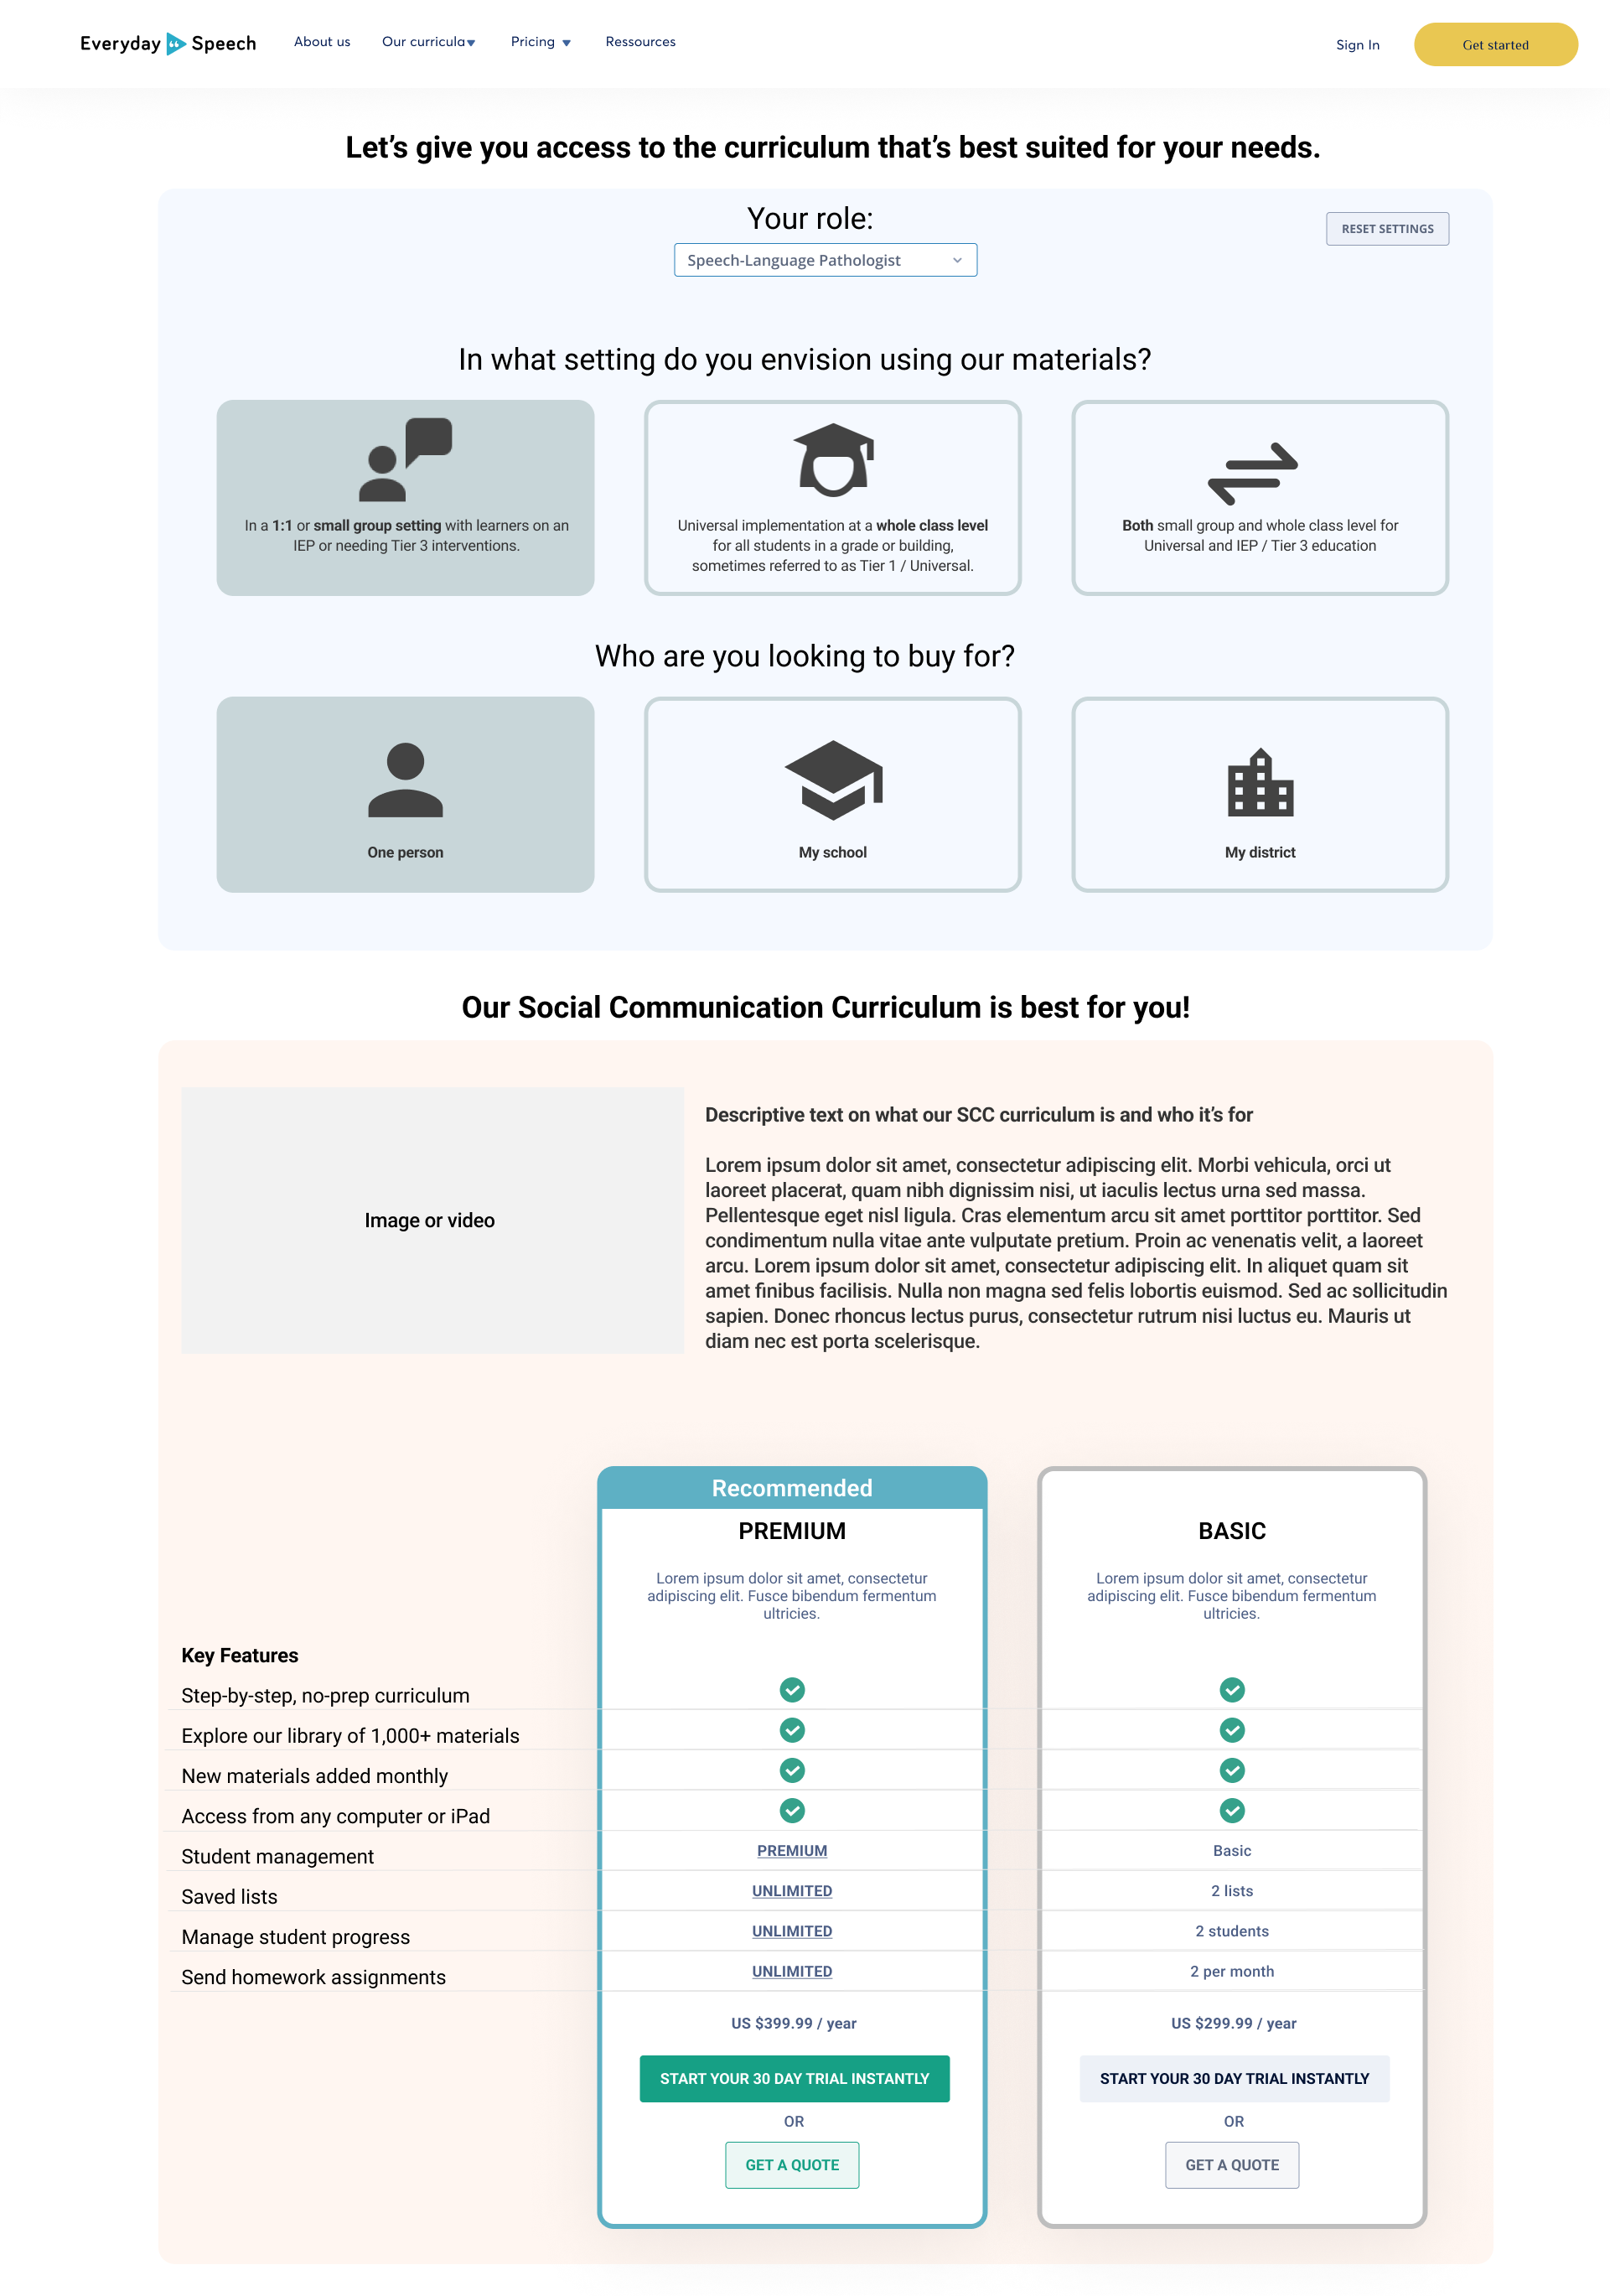 Everyday Speech
About us
Our curricula
Pricing
Ressources
Sign In
Get started
Let’s give you access to the curriculum that’s best suited for your needs.
Your role:
RESET SETTINGS
Speech-Language Pathologist
In what setting do you envision using our materials?
In a 1:1 or small group setting with learners on an
IEP or needing Tier 3 interventions.
Universal implementation at a whole class level
for all students in a grade or building,
sometimes referred to as Tier 1 / Universal.
Both small group and whole class level for
Universal and IEP / Tier 3 education
Who are you looking to buy for?
One person
My school
My district
Our Social Communication Curriculum is best for you!
Image or video
Descriptive text on what our SCC curriculum is and who it’s for
Lorem ipsum dolor sit amet, consectetur adipiscing elit. Morbi vehicula, orci ut
laoreet placerat, quam nibh dignissim nisi, ut iaculis lectus urna sed massa.
Pellentesque eget nisl ligula. Cras elementum arcu sit amet porttitor porttitor. Sed
condimentum nulla vitae ante vulputate pretium. Proin ac venenatis velit, a laoreet
arcu. Lorem ipsum dolor sit amet, consectetur adipiscing elit. In aliquet quam sit
amet finibus facilisis. Nulla non magna sed felis lobortis euismod. Sed ac sollicitudin
sapien. Donec rhoncus lectus purus, consectetur rutrum nisi luctus eu. Mauris ut
diam nec est porta scelerisque.
Recommended
PREMIUM
Lorem ipsum dolor sit amet, consectetur
adipiscing elit. Fusce bibendum fermentum
ultricies.
BASIC
Lorem ipsum dolor sit amet, consectetur
adipiscing elit. Fusce bibendum fermentum
ultricies.
Key Features
Step-by-step, no-prep curriculum
Explore our library of 1,000+ materials
New materials added monthly
Access from any computer or iPad
Student management PREMIUM Basic
Saved lists UNLIMITED 2 lists
Manage student progress UNLIMITED 2 students
Send homework assignments UNLIMITED 2 per month
US $399.99 / year
US $299.99 / year
START YOUR 30 DAY TRIAL INSTANTLY
START YOUR 30 DAY TRIAL INSTANTLY
OR
OR
GET A QUOTE
GET A QUOTE